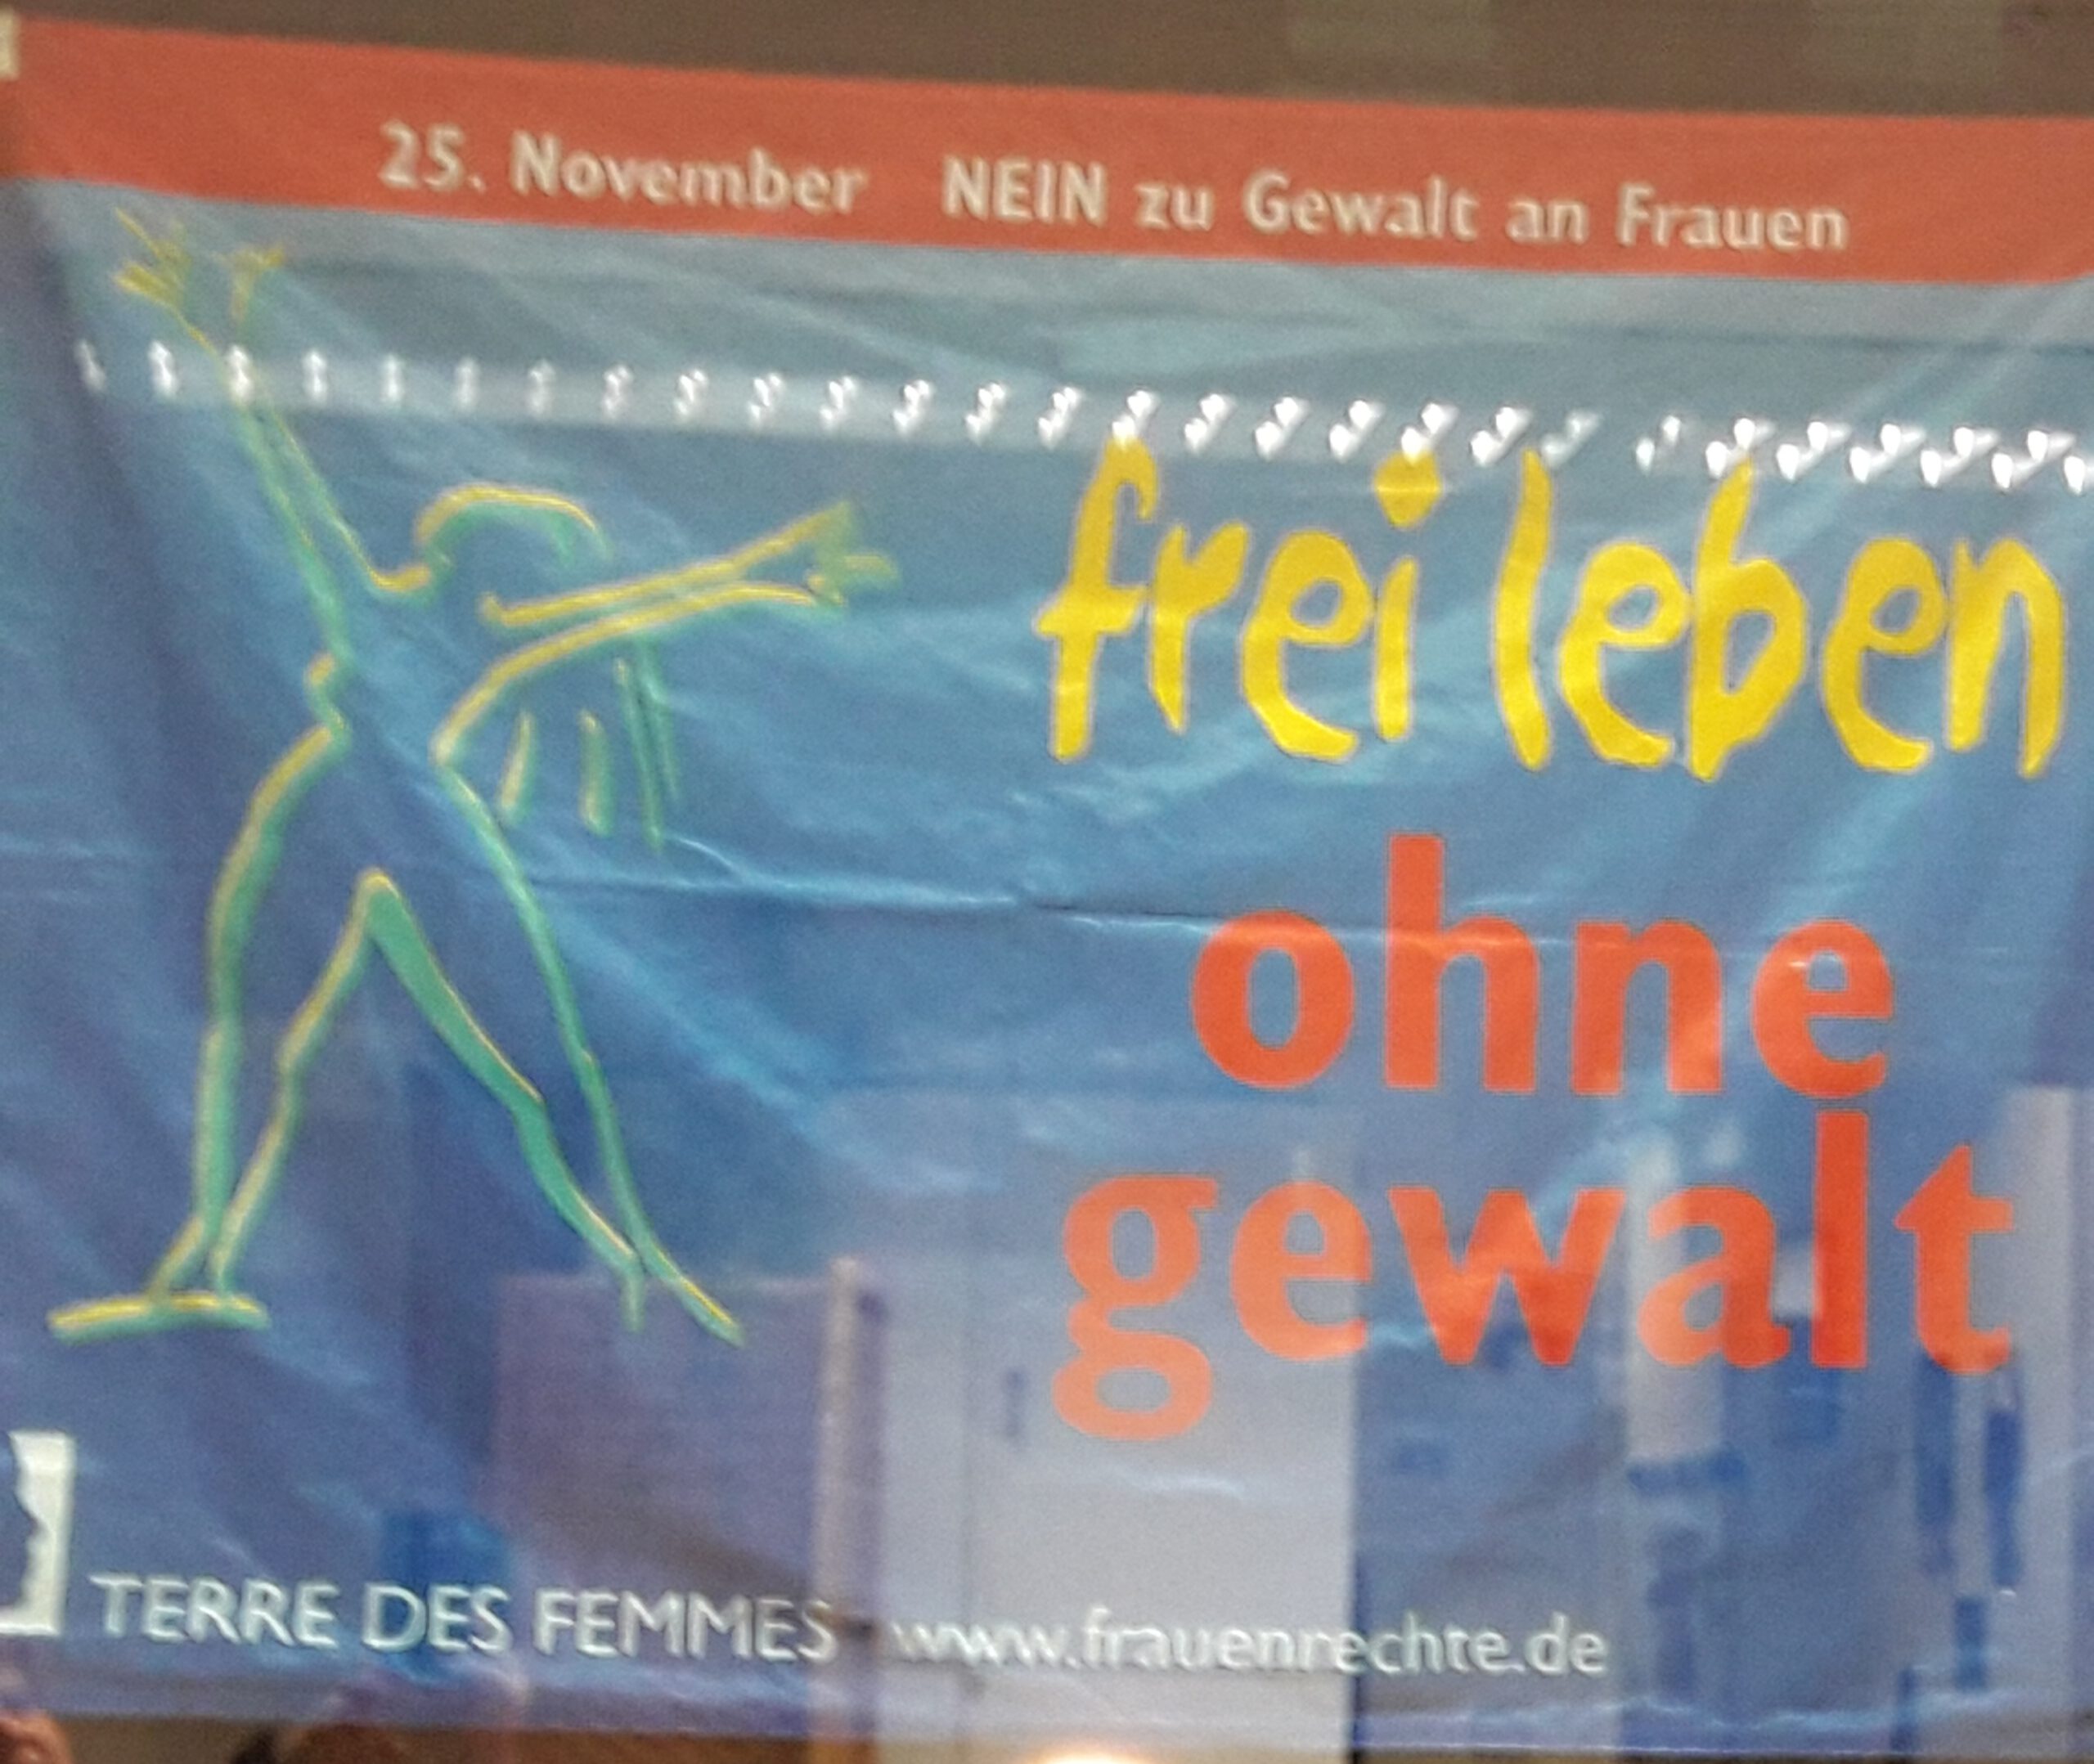 25. November NEIN zu Gewalt an Frauen
frei leben
ohne
gewalt
TERRE DES FEMMES www.frauenrechte.de